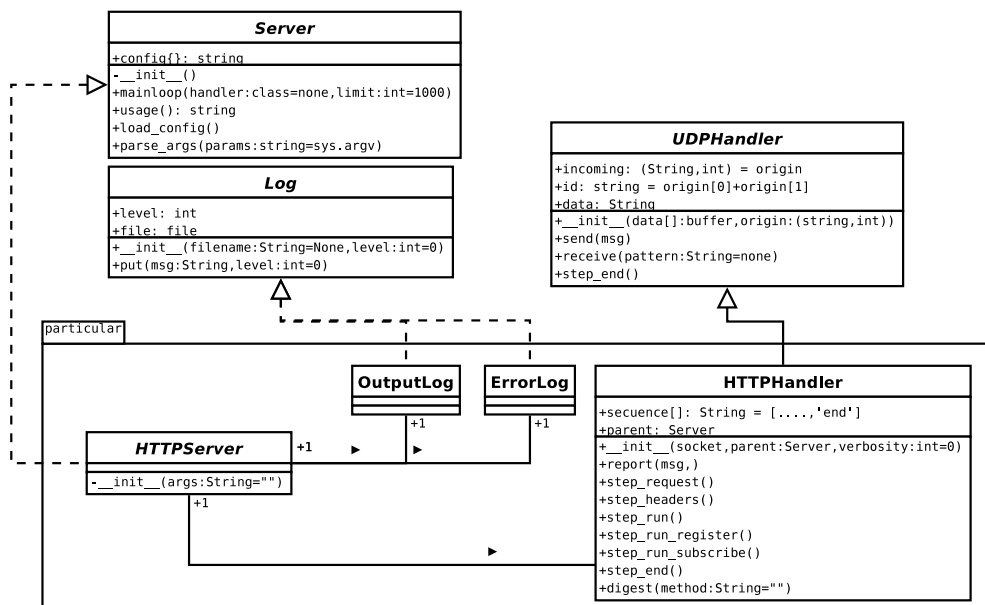 Server
+config{}: string
-__init__()
+mainloop(handler:class=none,limit:int=1000)
+usage(): string
+load_config()
+parse_args(params:string=sys.argv)
Log
+level: int
+file: file
+__init__(filename:String=None,level:int=0)
+put(msg:String,level:int=0)
UDPHandler
+incoming: (String,int) = origin
+id: string = origin[0]+origin[1]
+data: String
+__init__(data[]:buffer,origin:(string,int))
+send(msg)
+receive(pattern:String=none)
+step_end()
particular
OutputLog
+1
ErrorLog
+1
HTTPServer
-__init__(args:String="")
+1
+1
HTTPHandler
+secuence[]: String = [....,'end']
+parent: Server
+__init__(socket,parent:Server,verbosity:int=0)
+report(msg,)
+step_request()
+step_headers()
+step_run()
+step_run_register()
+step_run_subscribe()
+step_end()
+digest(method:String="")